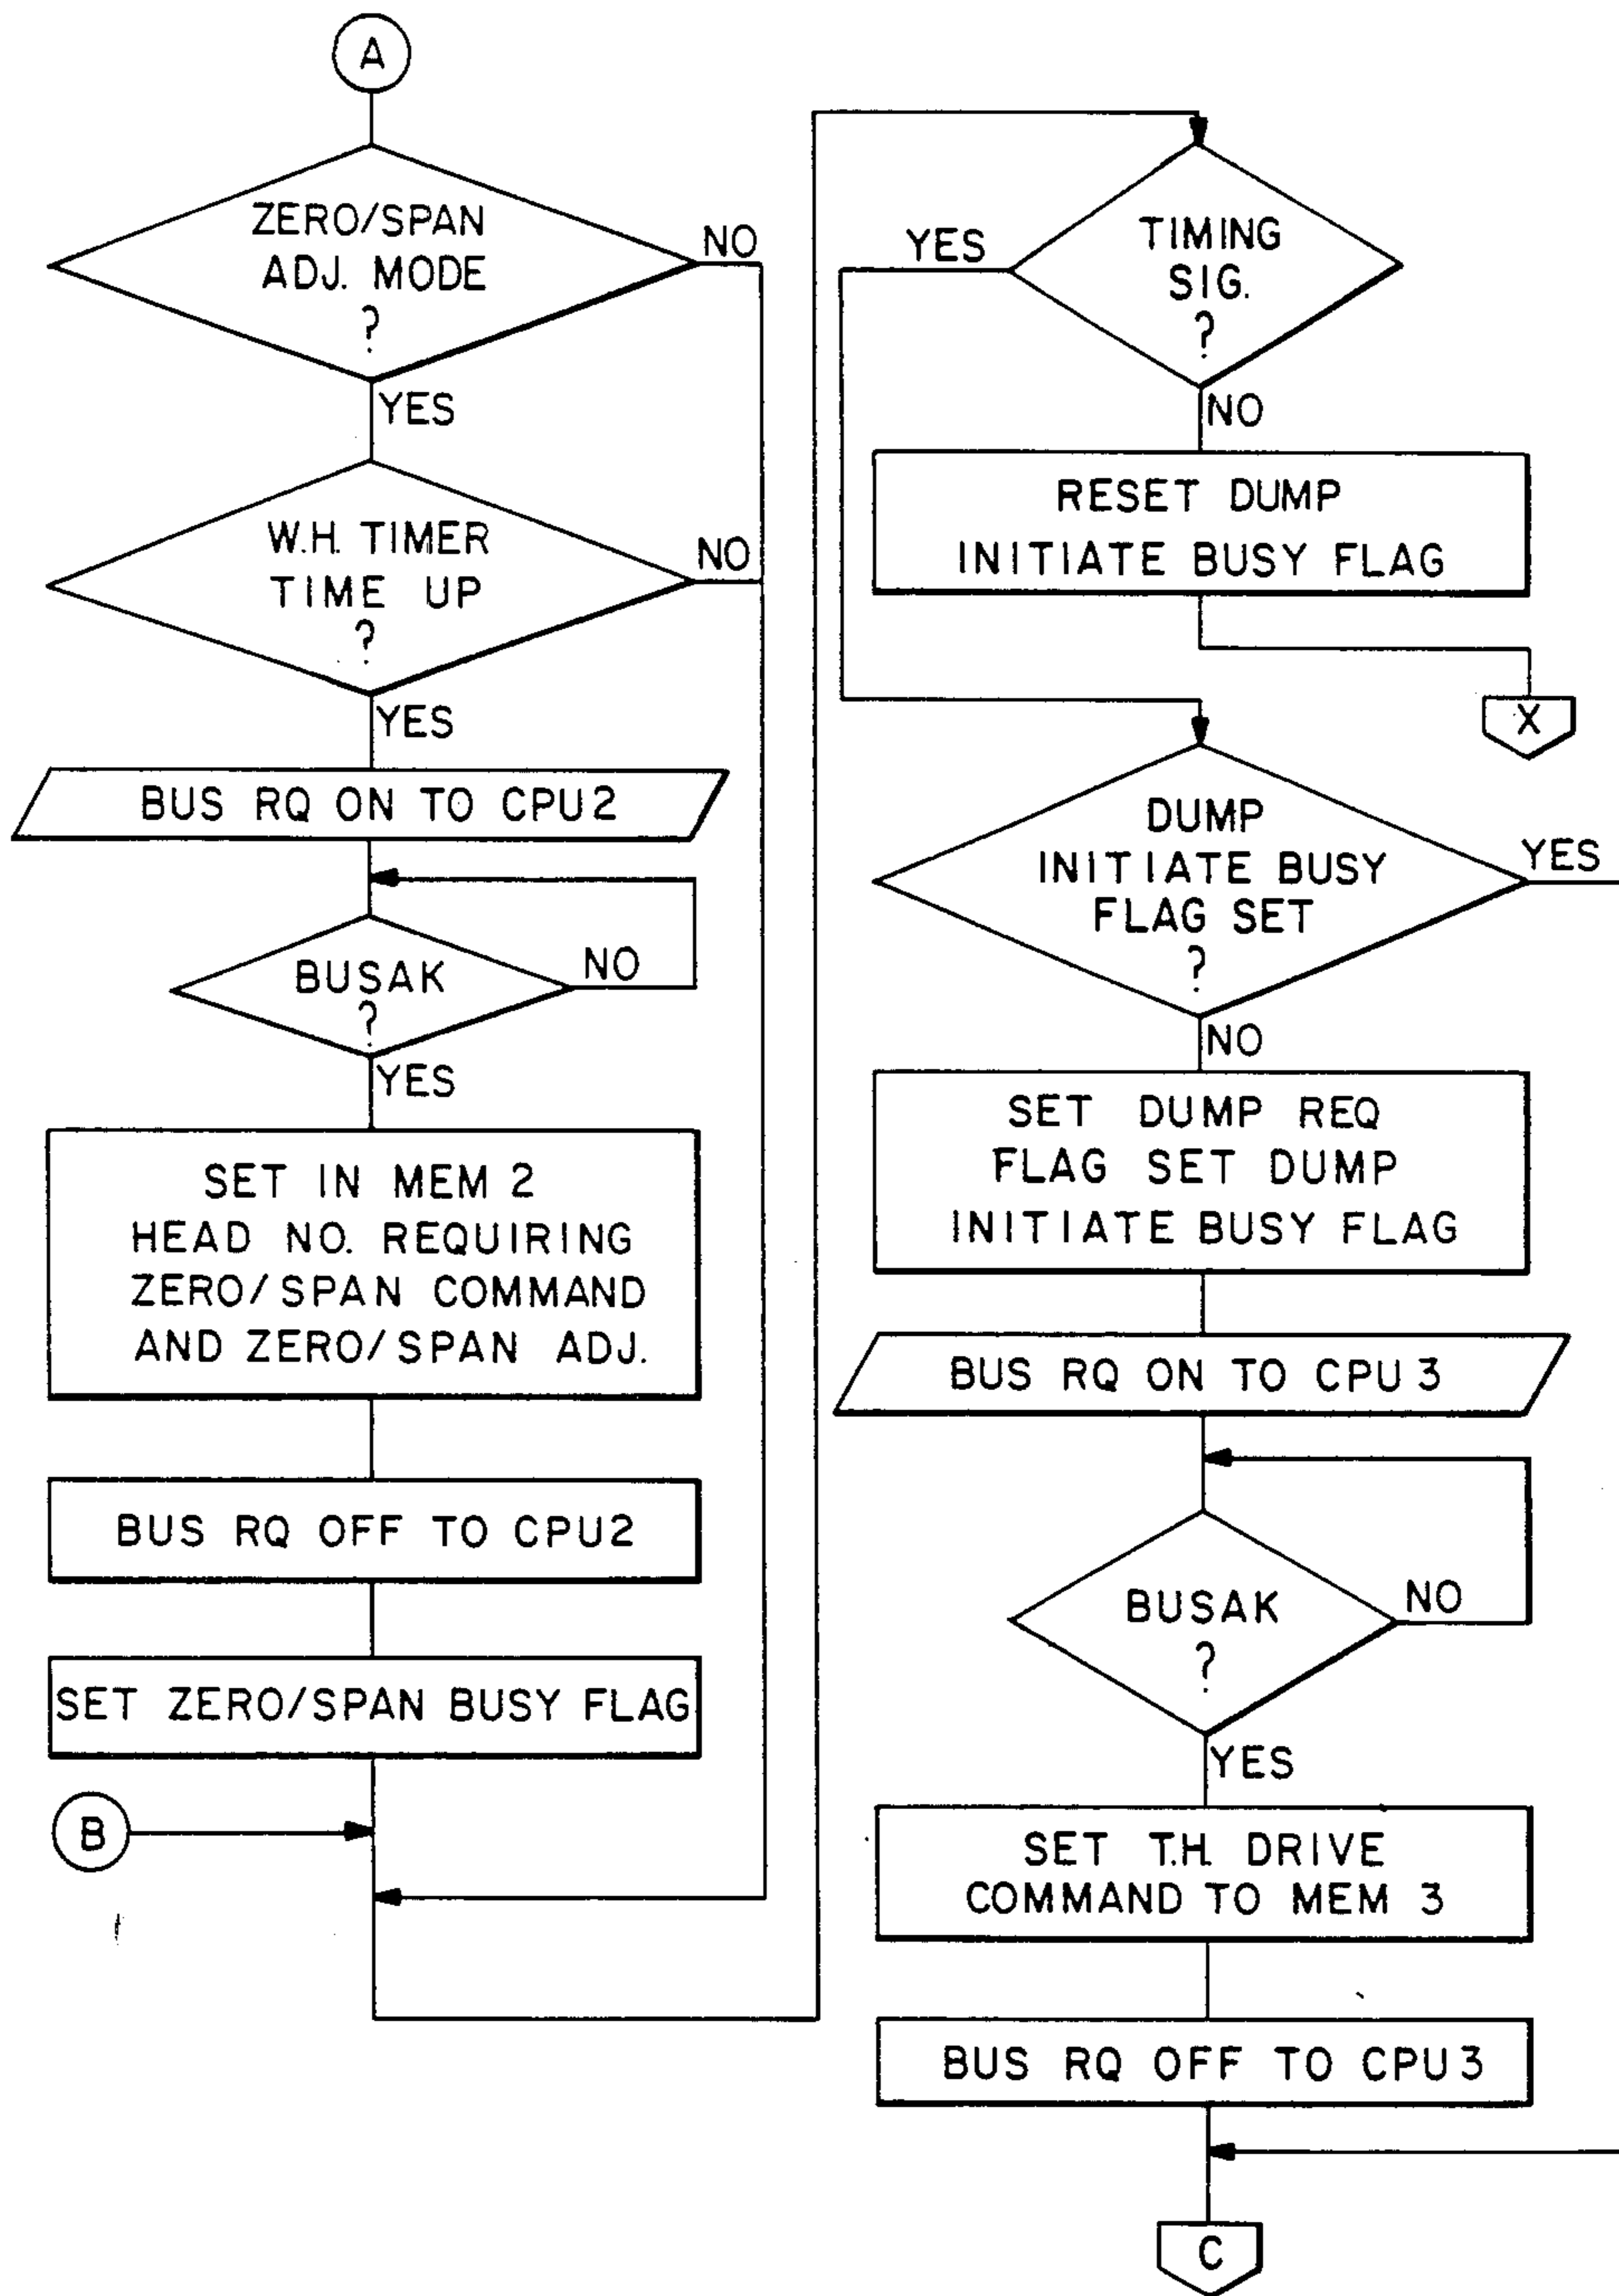 A
ZERO/SPAN
ADJ. MODE
?
NO
YES
W.H. TIMER
TIME UP
?
NO
YES
BUS RQ ON TO CPU2
BUSAK
?
NO
YES
SET IN MEM 2
HEAD NO. REQUIRING
ZERO/SPAN COMMAND
AND ZERO/SPAN ADJ.
BUS RQ OFF TO CPU2
SET ZERO/SPAN BUSY FLAG
B
TIMING
SIG.
?
YES
NO
RESET DUMP
INITIATE BUSY FLAG
X
DUMP
INITIATE BUSY
FLAG SET
?
YES
NO
SET DUMP REQ
FLAG SET DUMP
INITIATE BUSY FLAG
BUS RQ ON TO CPU 3
BUSAK
?
NO
YES
SET T.H. DRIVE
COMMAND TO MEM 3
BUS RQ OFF TO CPU 3
C